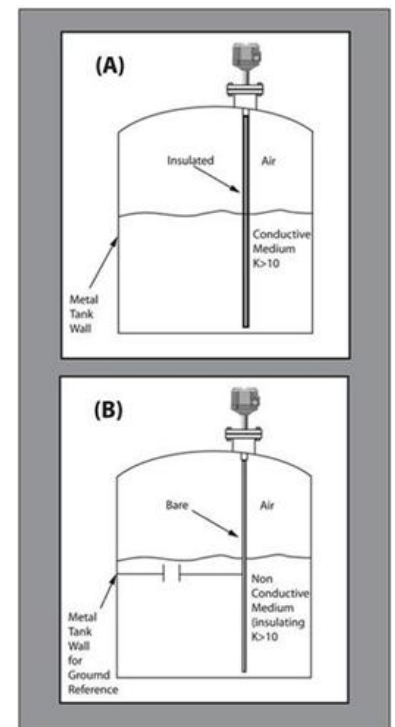 (A)
Insulated
Air
Conductive
Medium
K>10
Metal
Tank
Wall
(B)
Bare
Air
Non
Conductive
Medium
(insulating
K>10
Metal
Tank
Wall
for
Ground
Reference